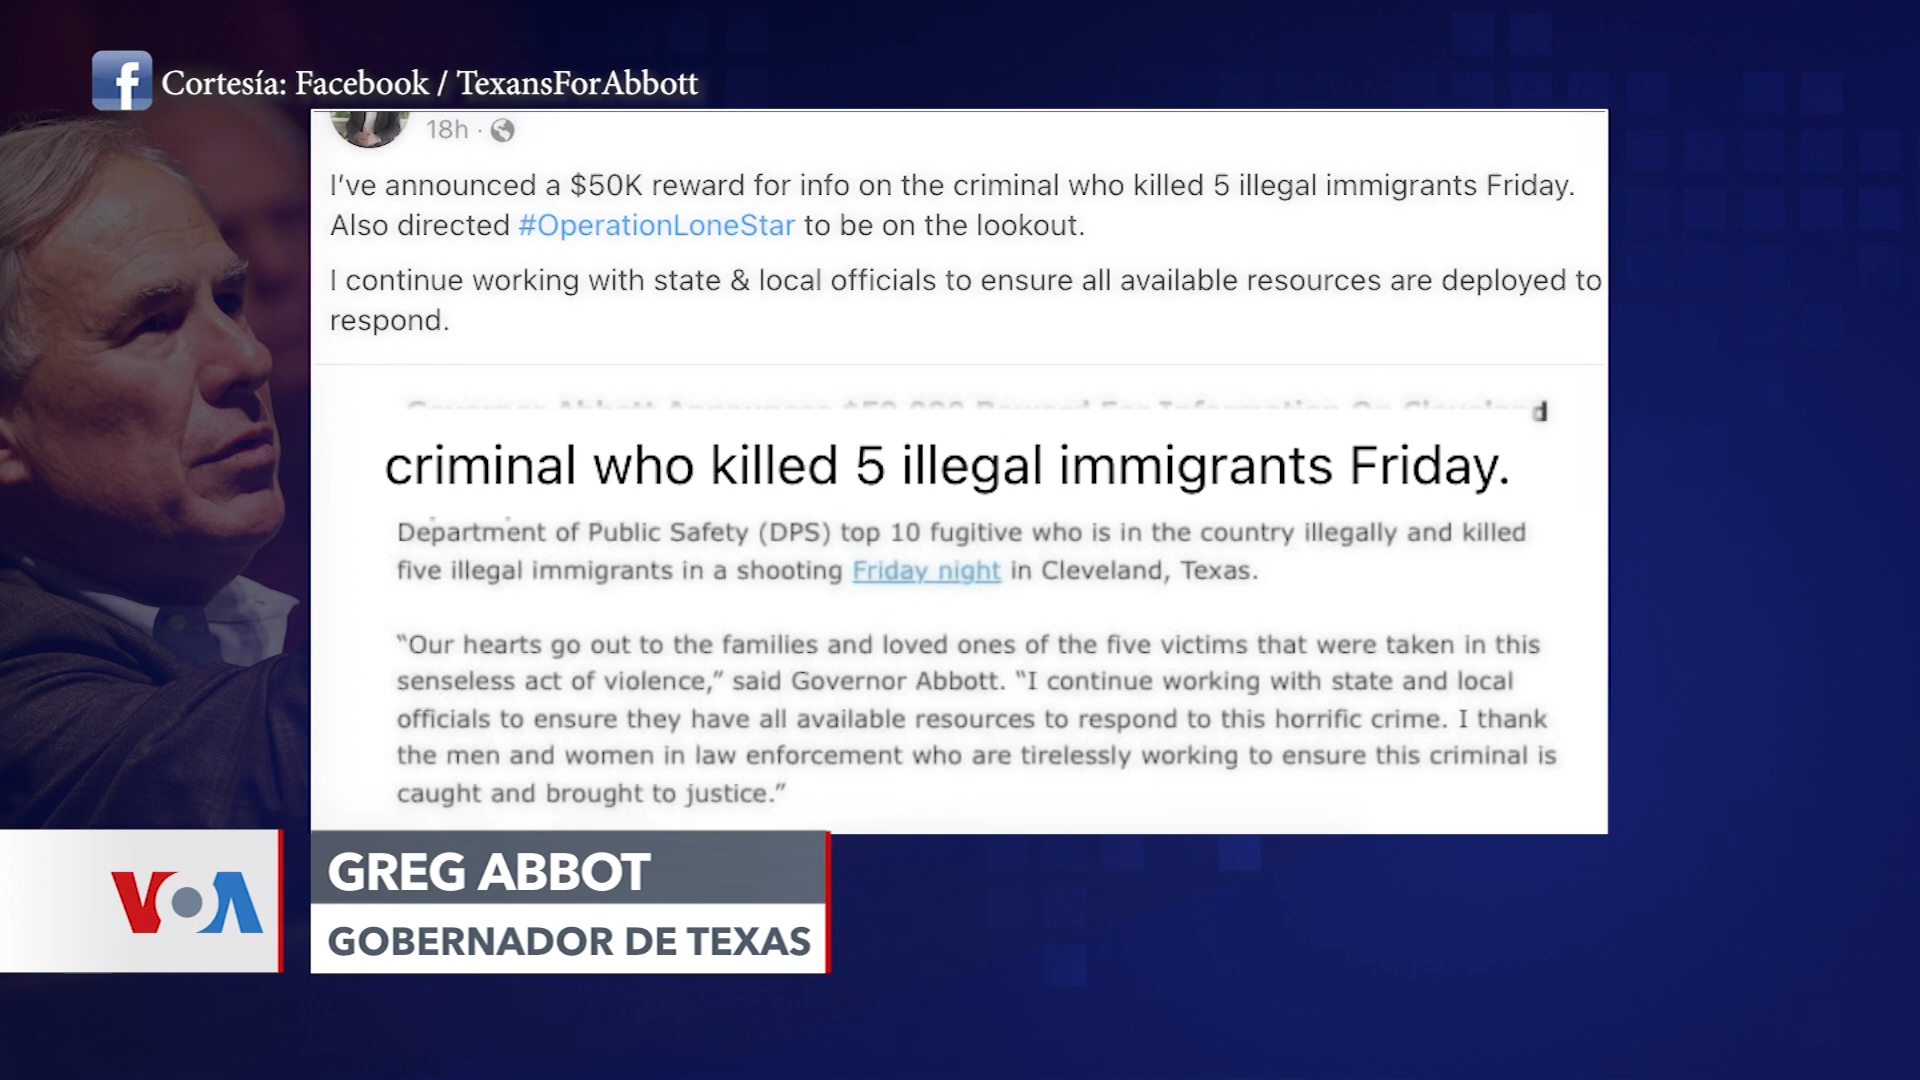 Cortesía: Facebook / TexansForAbbott
18h ·
I've announced a $50K reward for info on the criminal who killed 5 illegal immigrants Friday.
Also directed #OperationLoneStar to be on the lookout.
I continue working with state & local officials to ensure all available resources are deployed to
respond.
criminal who killed 5 illegal immigrants Friday.
Department of Public Safety (DPS) top 10 fugitive who is in the country illegally and killed
five illegal immigrants in a shooting Friday night in Cleveland, Texas.
“Our hearts go out to the families and loved ones of the five victims that were taken in this
senseless act of violence,” said Governor Abbott. “I continue working with state and local
officials to ensure they have all available resources to respond to this horrific crime. I thank
the men and women in law enforcement who are tirelessly working to ensure this criminal is
caught and brought to justice.”
VOA
GREG ABBOT
GOBERNADOR DE TEXAS